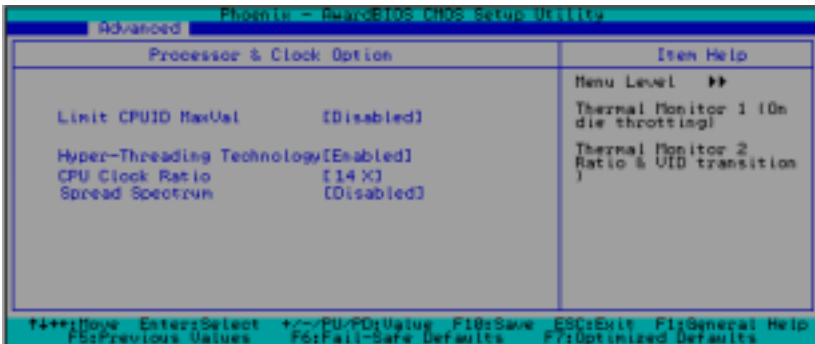 Phoenix - AwardBIOS CMOS Setup Utility
Advanced
Processor & Clock Option
Item Help
Limit CPUID MaxVal [Disabled]
Hyper-Threading Technology[Enabled]
CPU Clock Ratio [14 X]
Spread Spectrum [Disabled]
Menu Level ▸▸
Thermal Monitor 1 (On
die throtting)
Thermal Monitor 2
Ratio & VID transition
)
↑↓→←:Move Enter:Select +/-/PU/PD:Value F10:Save ESC:Exit F1:General Help
F5:Previous Values F6:Fail-Safe Defaults F7:Optimized Defaults